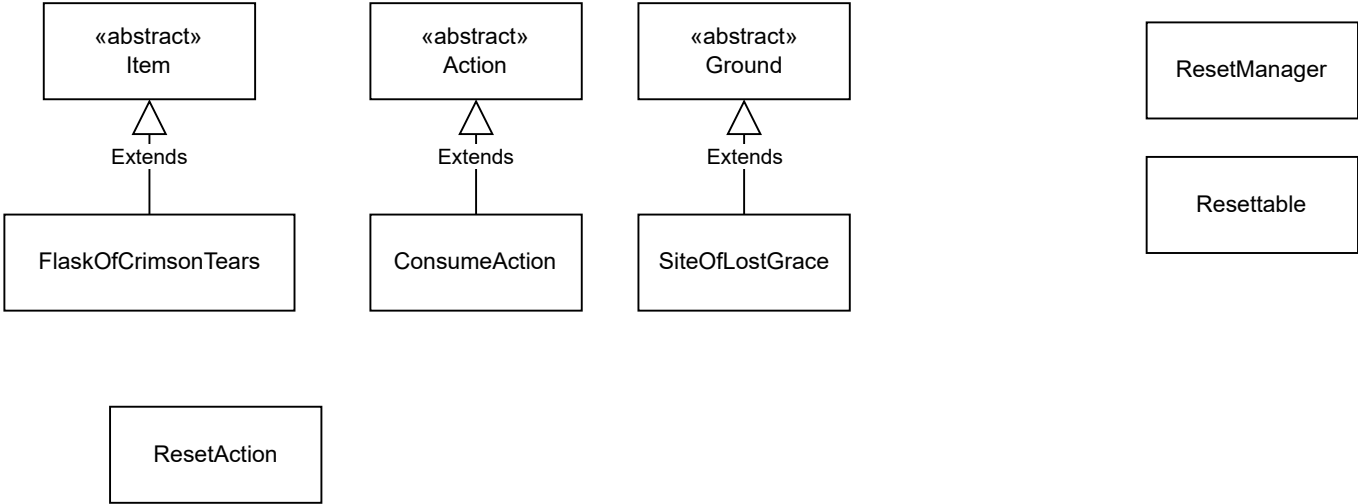 «abstract»
Item
«abstract»
Action
«abstract»
Ground
ResetManager
Extends
Extends
Extends
Resettable
FlaskOfCrimsonTears
ConsumeAction
SiteOfLostGrace
ResetAction